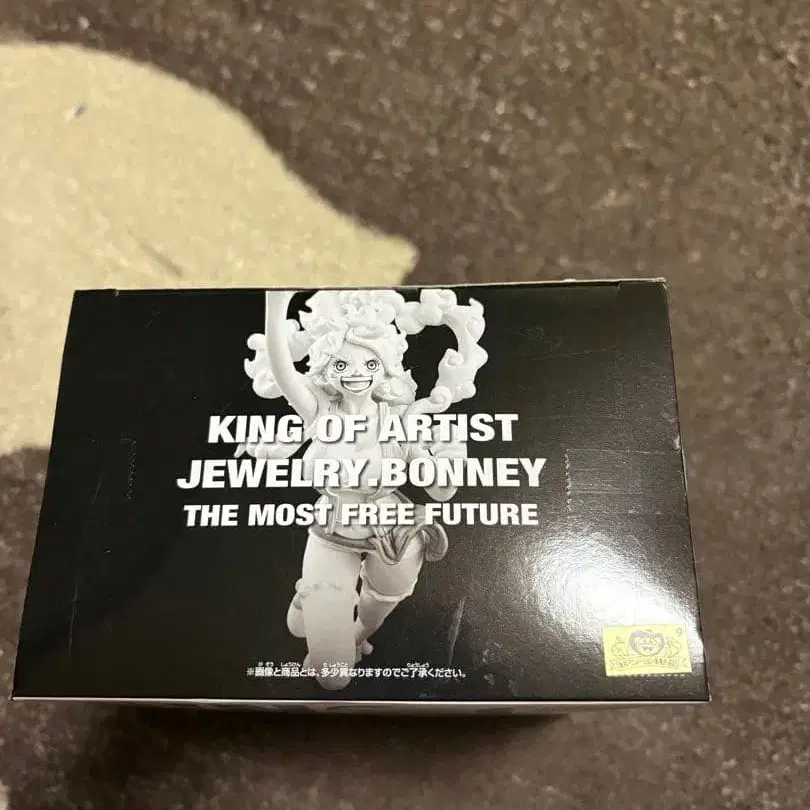 KING OF ARTIST
JEWELRY.BONNEY
THE MOST FREE FUTURE
※画像と商品とは、多少異なりますのでご了承ください。
9